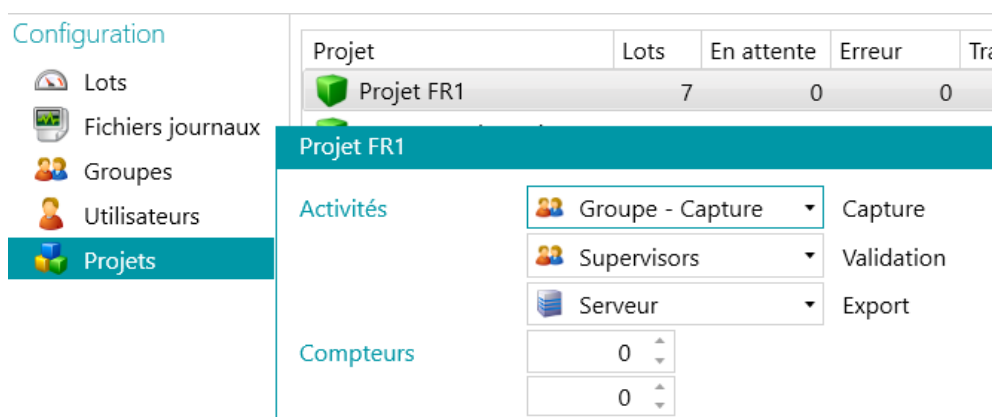 Configuration
Lots
Fichiers journaux
Groupes
Utilisateurs
Projets
Projet Lots En attente Erreur
Projet FR1 7 0 0
Projet FR1
Activités Groupe - Capture Capture
Supervisors Validation
Serveur Export
Compteurs 0
0